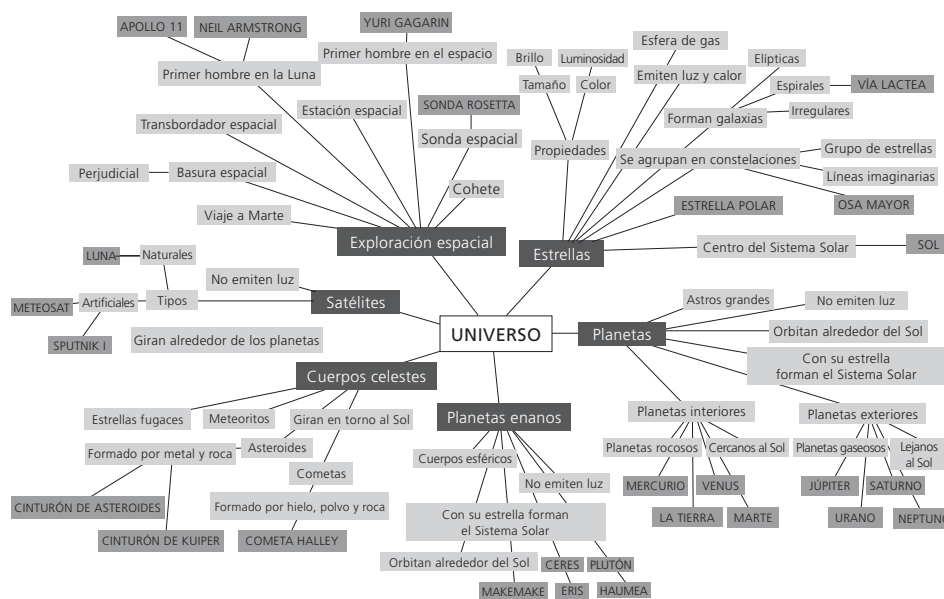 APOLLO 11
NEIL ARMSTRONG
YURI GAGARIN
Primer hombre en el espacio
Primer hombre en la Luna
Estación espacial
SONDA ROSETTA
Transbordador espacial
Sonda espacial
Perjudicial
Basura espacial
Cohete
Viaje a Marte
Exploración espacial
Esfera de gas
Brillo
Luminosidad
Elípticas
Emiten luz y calor
Tamaño
Color
Espirales
VÍA LACTEA
Forman galaxias
Irregulares
Propiedades
Se agrupan en constelaciones
Grupo de estrellas
Líneas imaginarias
ESTRELLA POLAR
OSA MAYOR
Estrellas
Centro del Sistema Solar
SOL
LUNA
Naturales
No emiten luz
METEOSAT
Artificiales
Tipos
Satélites
SPUTNIK I
Giran alrededor de los planetas
UNIVERSO
Astros grandes
No emiten luz
Planetas
Orbitan alrededor del Sol
Con su estrella
forman el Sistema Solar
Cuerpos celestes
Estrellas fugaces
Meteoritos
Giran en torno al Sol
Formado por metal y roca
Asteroides
Cometas
CINTURÓN DE ASTEROIDES
Formado por hielo, polvo y roca
CINTURÓN DE KUIPER
COMETA HALLEY
Planetas enanos
Cuerpos esféricos
No emiten luz
Con su estrella forman
el Sistema Solar
Orbitan alrededor del Sol
CERES
PLUTÓN
MAKEMAKE
ERIS
HAUMEA
Planetas interiores
Planetas rocosos
Cercanos al Sol
MERCURIO
VENUS
LA TIERRA
MARTE
Planetas exteriores
Planetas gaseosos
Lejanos
al Sol
JÚPITER
SATURNO
URANO
NEPTUNO